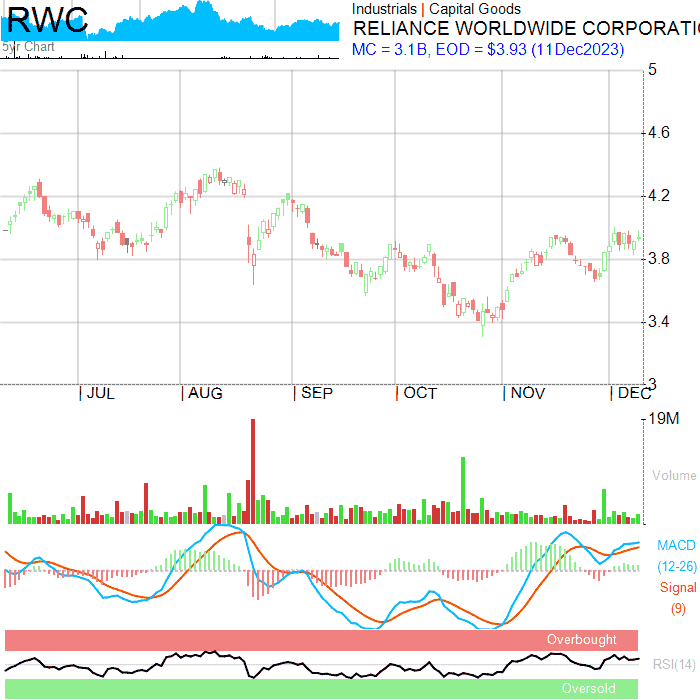 RWC
5yr Chart
Industrials | Capital Goods
RELIANCE WORLDWIDE CORPORATI
MC = 3.1B, EOD = $3.93 (11Dec2023)
5
4.6
4.2
3.8
3.4
3
JUL
AUG
SEP
OCT
NOV
DEC
19M
Volume
MACD
(12-26)
Signal
(9)
Overbought
RSI(14)
Oversold